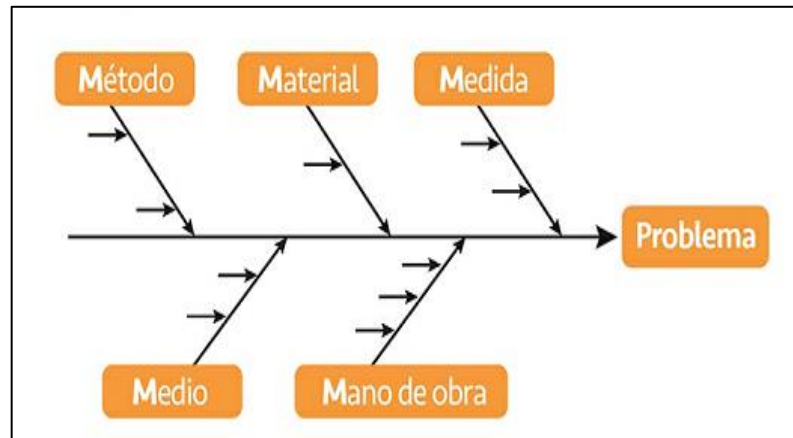 Método
Material
Medida
Problema
Medio
Mano de obra